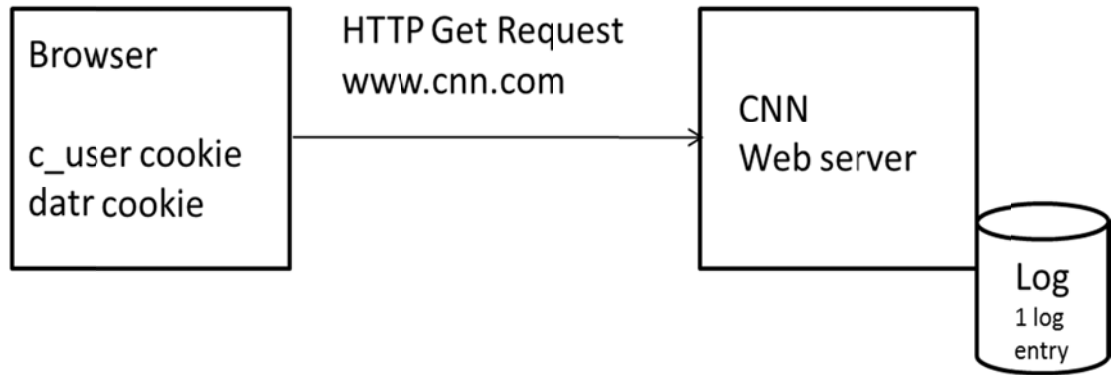 Browser
c_user cookie
datr cookie
HTTP Get Request
www.cnn.com
CNN
Web server
Log
1 log
entry